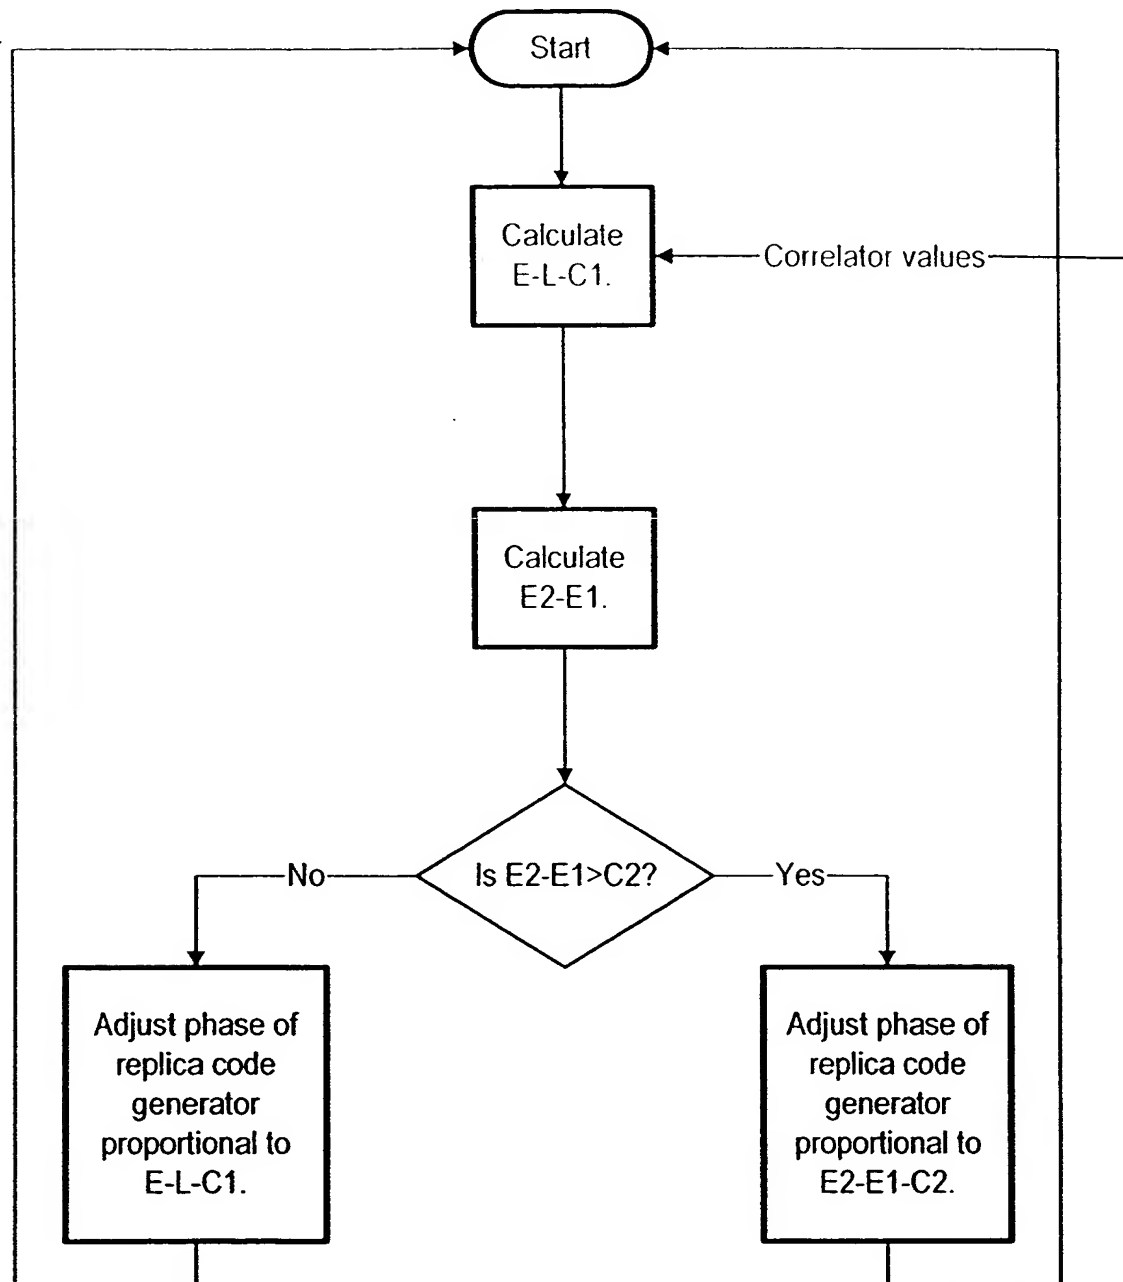 Start
Calculate
E-L-C1.
Correlator values
Calculate
E2-E1.
Is E2-E1>C2?
No
Yes
Adjust phase of
replica code
generator
proportional to
E-L-C1.
Adjust phase of
replica code
generator
proportional to
E2-E1-C2.